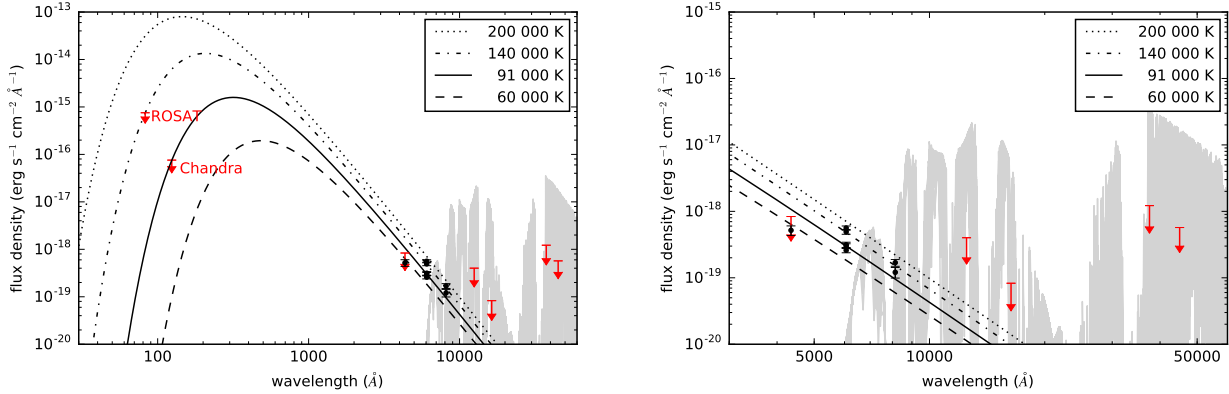 10⁻¹³
10⁻¹⁴
10⁻¹⁵
10⁻¹⁶
10⁻¹⁷
10⁻¹⁸
10⁻¹⁹
10⁻²⁰
flux density (erg s⁻¹ cm⁻² Å⁻¹)
200 000 K
140 000 K
91 000 K
60 000 K
ROSAT
Chandra
100
1000
10000
wavelength (Å)
10⁻¹⁵
10⁻¹⁶
10⁻¹⁷
10⁻¹⁸
10⁻¹⁹
10⁻²⁰
flux density (erg s⁻¹ cm⁻² Å⁻¹)
200 000 K
140 000 K
91 000 K
60 000 K
5000
10000
50000
wavelength (Å)